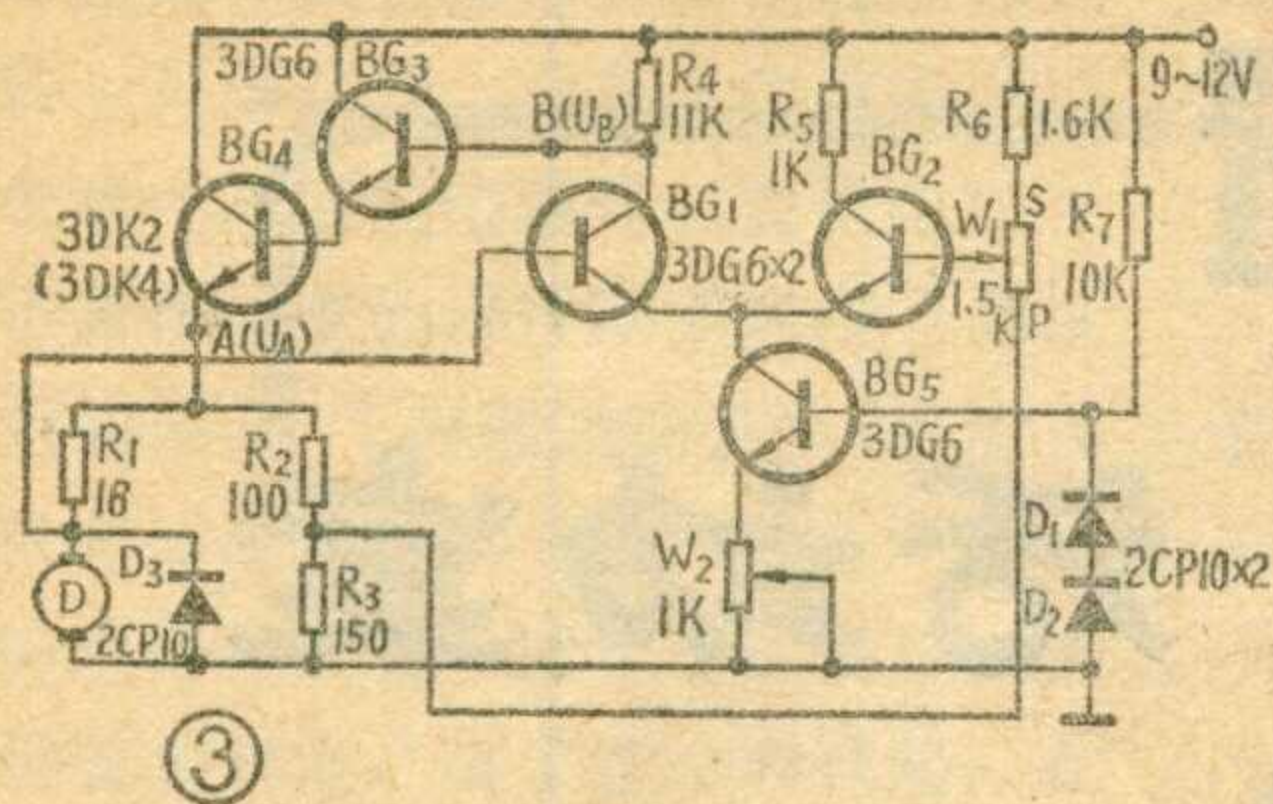 3DG6 BG3
R4 11K
R5 1K
R6 1.6K
9~12V
B(UB)
BG4
BG1
BG2
3DK2
(3DK4)
3DG6×2
W1 1.5K
S
P
R7 10K
A(UA)
BG5
3DG6
R1 18
R2 100
D
D3 2CP10
R3 150
W2 1K
D1
D2
2CP10×2
③